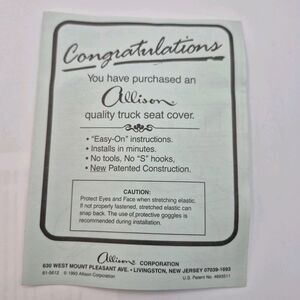 Congratulations
You have purchased an
Allison
quality truck seat cover.
• "Easy-On" instructions.
• Installs in minutes.
• No tools, No "S" hooks,
• New Patented Construction.
CAUTION:
Protect Eyes and Face when stretching elastic.
If not properly fastened, stretched elastic can
snap back. The use of protective goggles is
recommended during installation.
Allison CORPORATION
630 WEST MOUNT PLEASANT AVE. • LIVINGSTON, NEW JERSEY 07039-1693
61-0612 © 1993 Allison Corporation
U.S. Patent No. 4693511